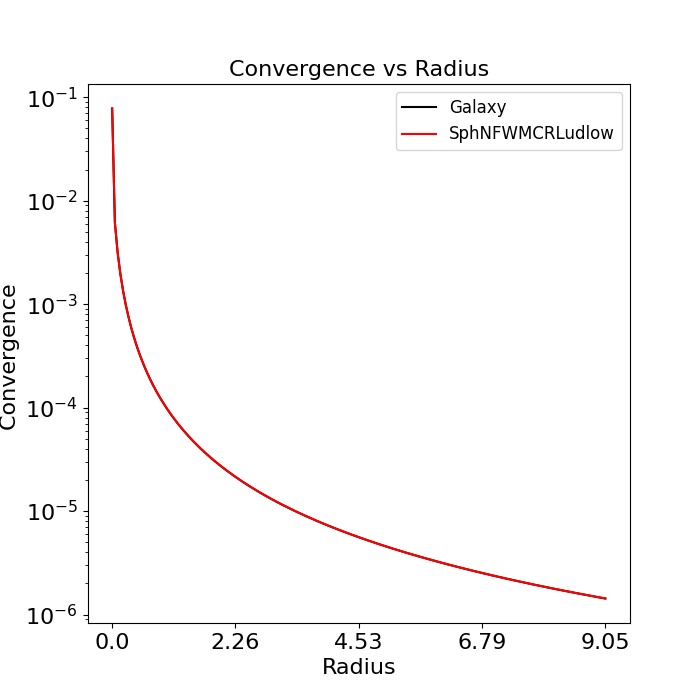 Convergence vs Radius
Galaxy
SphNFWMCRLudlow
Convergence
10⁻¹
10⁻²
10⁻³
10⁻⁴
10⁻⁵
10⁻⁶
0.0 2.26 4.53 6.79 9.05
Radius